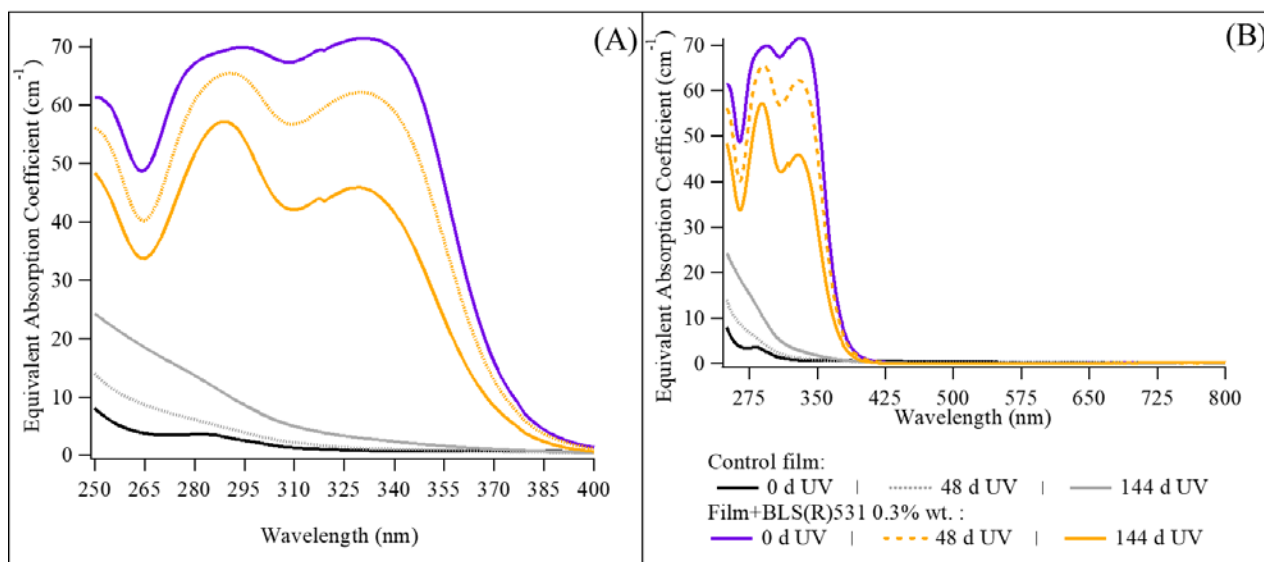 (A)
Equivalent Absorption Coefficient (cm⁻¹)
70
60
50
40
30
20
10
0
250 265 280 295 310 325 340 355 370 385 400
Wavelength (nm)
(B)
Equivalent Absorption Coefficient (cm⁻¹)
70
60
50
40
30
20
10
0
275 350 425 500 575 650 725 800
Wavelength (nm)
Control film:
0 d UV | 48 d UV | 144 d UV
Film+BLS(R)531 0.3% wt. :
0 d UV | 48 d UV | 144 d UV